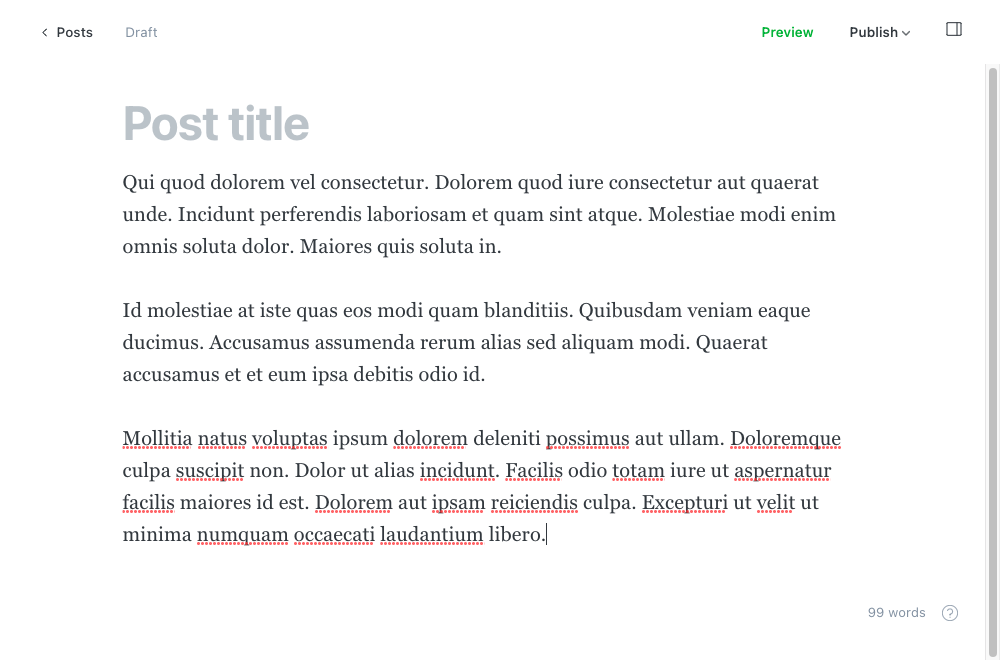 Posts
Draft
Preview
Publish
Post title
Qui quod dolorem vel consectetur. Dolorem quod iure consectetur aut quaerat
unde. Incidunt perferendis laboriosam et quam sint atque. Molestiae modi enim
omnis soluta dolor. Maiores quis soluta in.
Id molestiae at iste quas eos modi quam blanditiis. Quibusdam veniam eaque
ducimus. Accusamus assumenda rerum alias sed aliquam modi. Quaerat
accusamus et et eum ipsa debitis odio id.
Mollitia natus voluptas ipsum dolorem deleniti possimus aut ullam. Doloremque
culpa suscipit non. Dolor ut alias incidunt. Facilis odio totam iure ut aspernatur
facilis maiores id est. Dolorem aut ipsam reiciendis culpa. Excepturi ut velit ut
minima numquam occaecati laudantium libero.
99 words
?